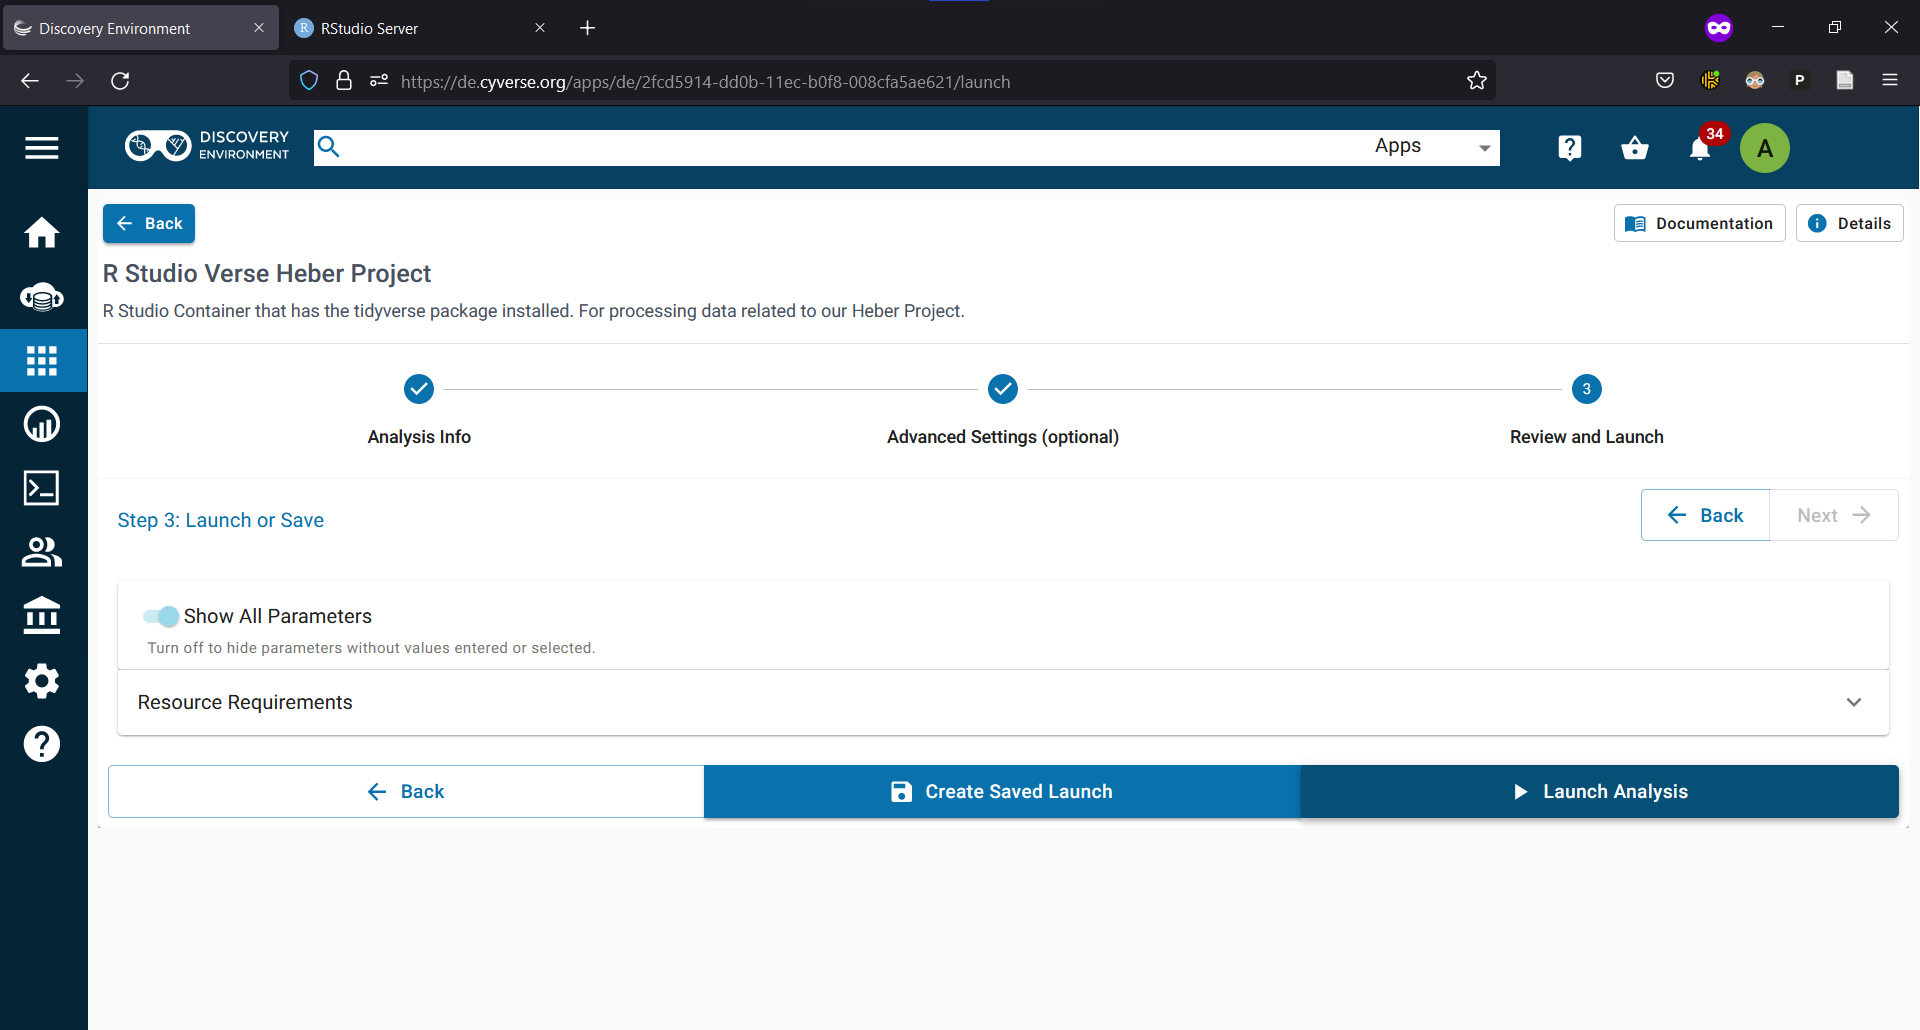 Discovery Environment
RStudio Server
https://de.cyverse.org/apps/de/2fcd5914-dd0b-11ec-b0f8-008cfa5ae621/launch
P
DISCOVERY
ENVIRONMENT
Apps
34
A
Back
Documentation
Details
R Studio Verse Heber Project
R Studio Container that has the tidyverse package installed. For processing data related to our Heber Project.
3
Analysis Info
Advanced Settings (optional)
Review and Launch
Step 3: Launch or Save
Back
Next
Show All Parameters
Turn off to hide parameters without values entered or selected.
Resource Requirements
Back
Create Saved Launch
Launch Analysis